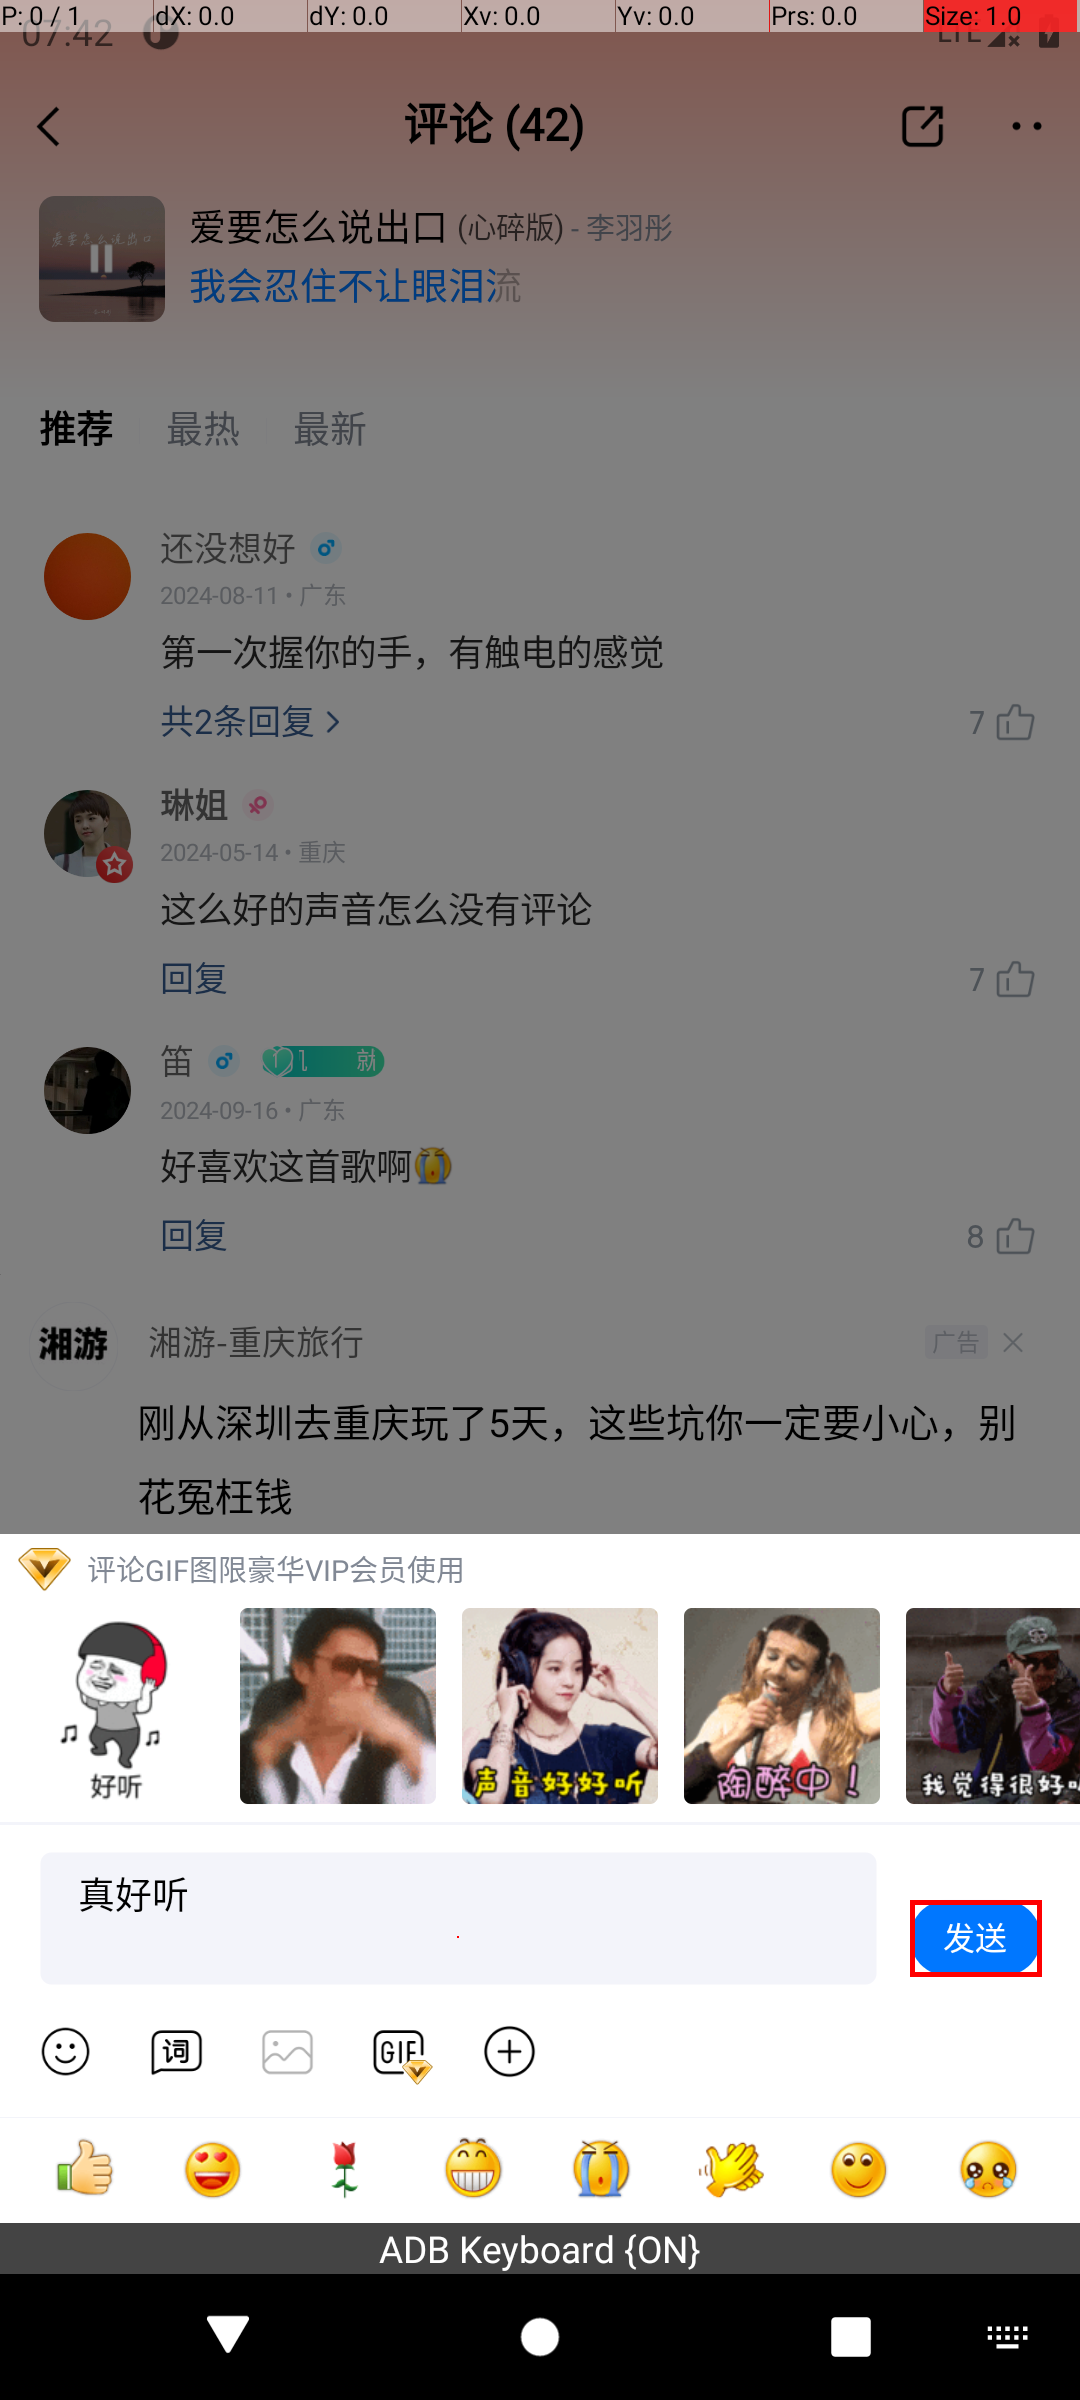 P: 0 / 1 dX: 0.0 dY: 0.0 Xv: 0.0 Yv: 0.0 Prs: 0.0 Size: 1.0
07:42 LTE
评论 (42)
爱要怎么说出口
爱要怎么说出口 (心碎版) - 李羽彤
我会忍住不让眼泪流
推荐 最热 最新
还没想好
2024-08-11 • 广东
第一次握你的手，有触电的感觉
共2条回复
7
琳姐
2024-05-14 • 重庆
这么好的声音怎么没有评论
回复
7
笛 就
2024-09-16 • 广东
好喜欢这首歌啊
回复
8
湘游
湘游-重庆旅行 广告
刚从深圳去重庆玩了5天，这些坑你一定要小心，别
花冤枉钱
评论GIF图限豪华VIP会员使用
好听
声音好好听
陶醉中！
我觉得很好听
真好听
发送
词 GIF
ADB Keyboard {ON}